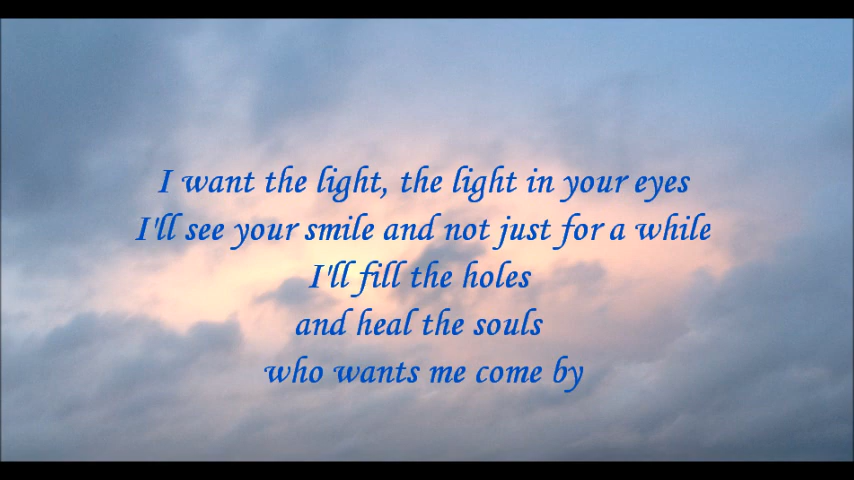 I want the light, the light in your eyes
I'll see your smile and not just for a while
I'll fill the holes
and heal the souls
who wants me come by